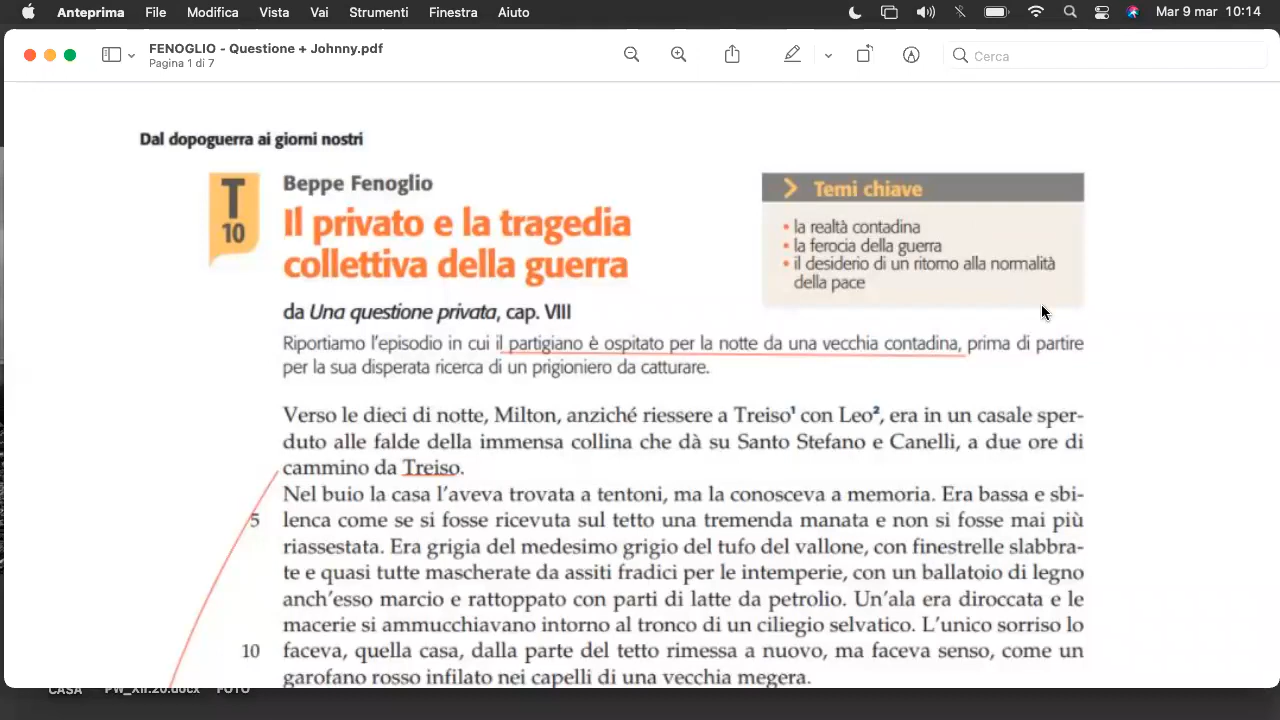 Anteprima File Modifica Vista Vai Strumenti Finestra Aiuto Mar 9 mar 10:14
FENOGLIO - Questione + Johnny.pdf
Pagina 1 di 7
Cerca
Dal dopoguerra ai giorni nostri
T
10
Beppe Fenoglio
Il privato e la tragedia
collettiva della guerra
Temi chiave
• la realtà contadina
• la ferocia della guerra
• il desiderio di un ritorno alla normalità
della pace
da Una questione privata, cap. VIII
Riportiamo l'episodio in cui il partigiano è ospitato per la notte da una vecchia contadina, prima di partire
per la sua disperata ricerca di un prigioniero da catturare.
Verso le dieci di notte, Milton, anziché riessere a Treiso¹ con Leo², era in un casale sper-
duto alle falde della immensa collina che dà su Santo Stefano e Canelli, a due ore di
cammino da Treiso.
Nel buio la casa l'aveva trovata a tentoni, ma la conosceva a memoria. Era bassa e sbi-
5 lenca come se si fosse ricevuta sul tetto una tremenda manata e non si fosse mai più
riassestata. Era grigia del medesimo grigio del tufo del vallone, con finestrelle slabbra-
te e quasi tutte mascherate da assiti fradici per le intemperie, con un ballatoio di legno
anch'esso marcio e rattoppato con parti di latte da petrolio. Un'ala era diroccata e le
macerie si ammucchiavano intorno al tronco di un ciliegio selvatico. L'unico sorriso lo
10 faceva, quella casa, dalla parte del tetto rimessa a nuovo, ma faceva senso, come un
garofano rosso infilato nei capelli di una vecchia megera.
CASA PW_XII.20.docx FOTO